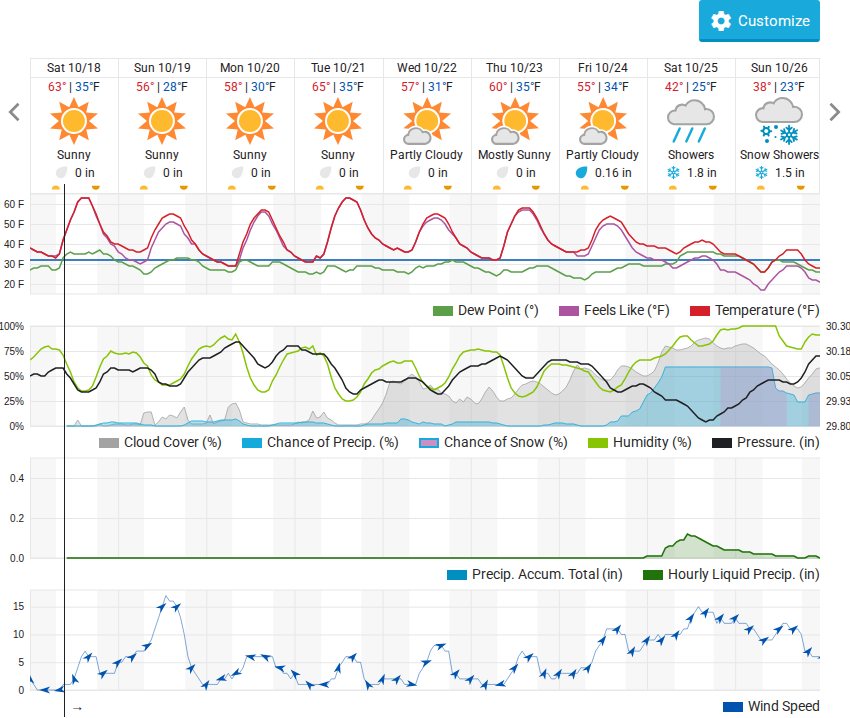 Customize
Sat 10/18 Sun 10/19 Mon 10/20 Tue 10/21 Wed 10/22 Thu 10/23 Fri 10/24 Sat 10/25 Sun 10/26
63° | 35°F 56° | 28°F 58° | 30°F 65° | 35°F 57° | 31°F 60° | 35°F 55° | 34°F 42° | 25°F 38° | 23°F
Sunny Sunny Sunny Sunny Partly Cloudy Mostly Sunny Partly Cloudy Showers Snow Showers
0 in 0 in 0 in 0 in 0 in 0 in 0.16 in 1.8 in 1.5 in
60 F
50 F
40 F
30 F
20 F
Dew Point (°) Feels Like (°F) Temperature (°F)
100% 30.30
75% 30.18
50% 30.05
25% 29.93
0% 29.80
Cloud Cover (%) Chance of Precip. (%) Chance of Snow (%) Humidity (%) Pressure. (in)
0.4
0.2
0.0
Precip. Accum. Total (in) Hourly Liquid Precip. (in)
15
10
5
0
→ Wind Speed